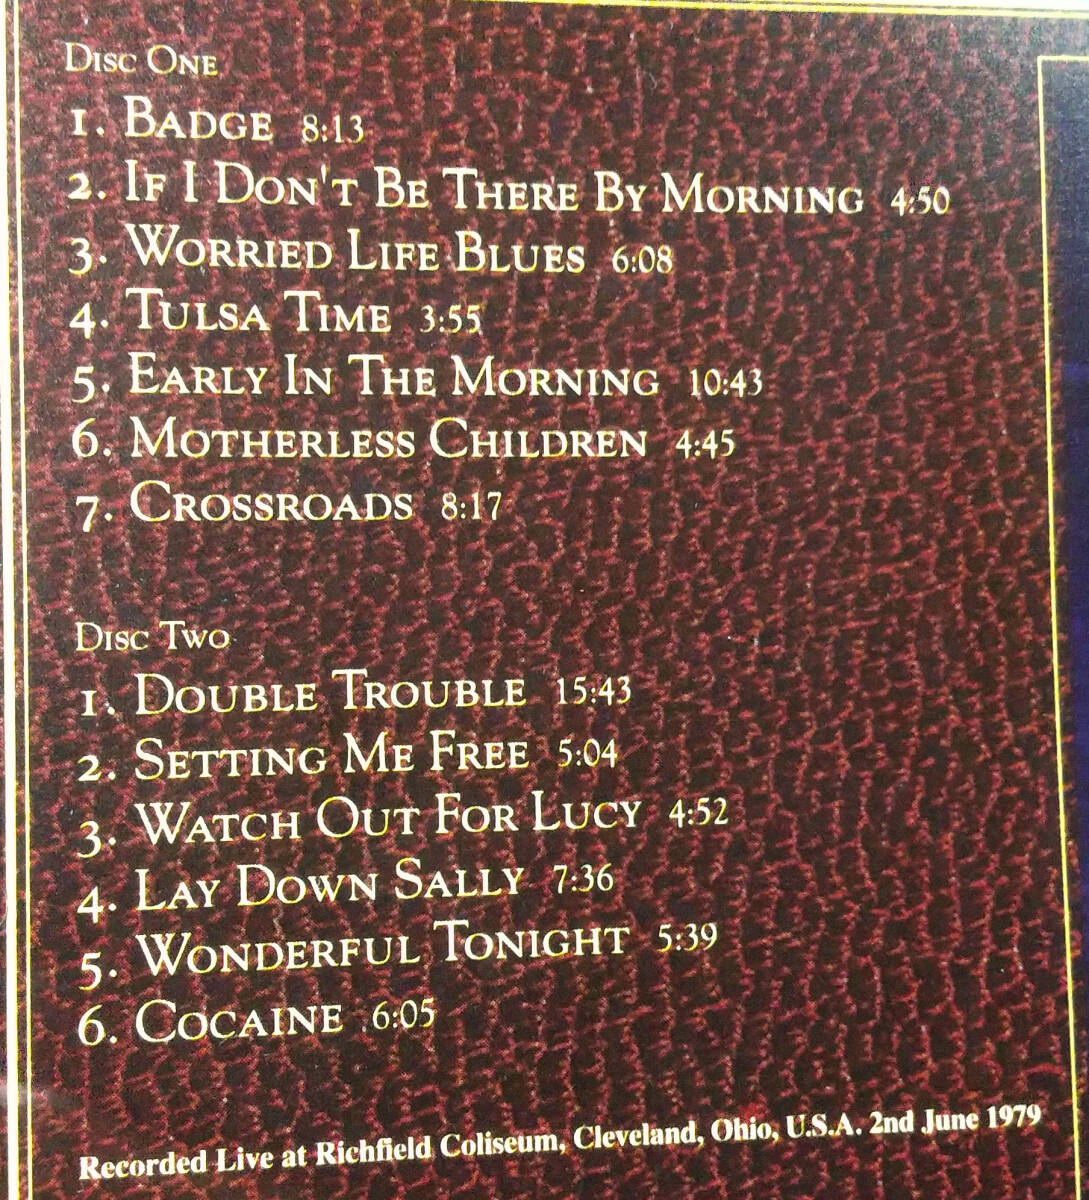 Disc One
1. Badge 8:13
2. If I Don't Be There By Morning 4:50
3. Worried Life Blues 6:08
4. Tulsa Time 3:55
5. Early In The Morning 10:43
6. Motherless Children 4:45
7. Crossroads 8:17
Disc Two
1. Double Trouble 15:43
2. Setting Me Free 5:04
3. Watch Out For Lucy 4:52
4. Lay Down Sally 7:36
5. Wonderful Tonight 5:39
6. Cocaine 6:05
Recorded Live at Richfield Coliseum, Cleveland, Ohio, U.S.A. 2nd June 1979